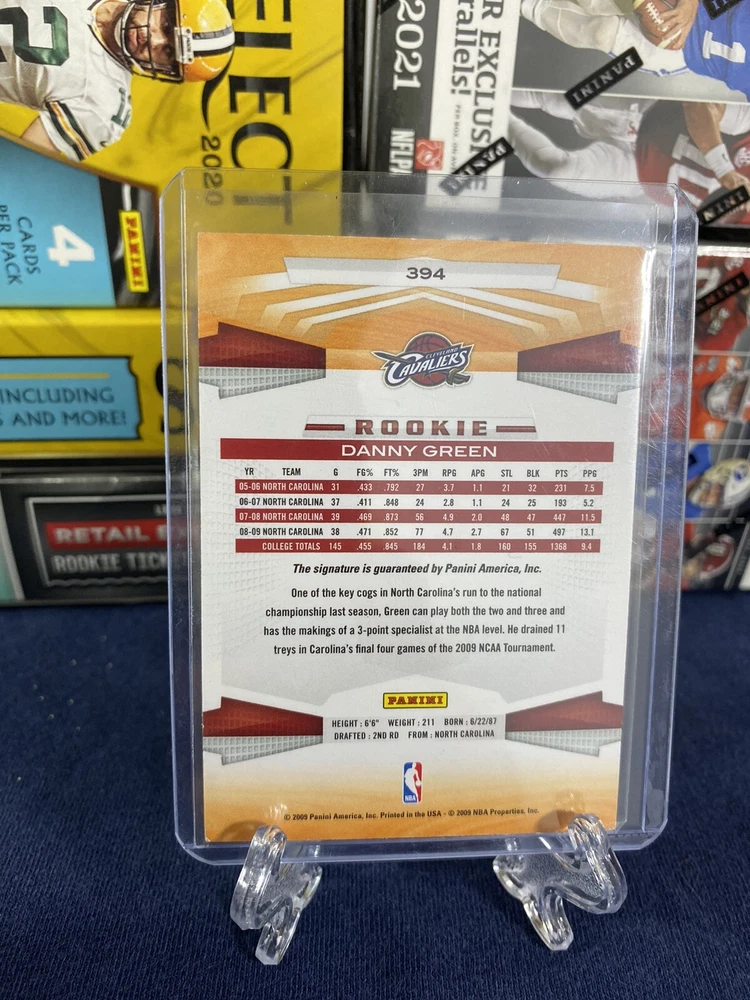 12
ELECT
2020
4
CARDS
PER PACK
PANINI
INCLUDING
AND MORE!
RETAIL
ROOKIE TICK
2021
R EXCLUSIVE
rallels!
NFLP
PANINI
PANINI
PANINI
1
394
CLEVELAND
CAVALIERS
ROOKIE
DANNY GREEN
YR TEAM G FG% FT% 3PM RPG APG STL BLK PTS PPG
05-06 NORTH CAROLINA 31 .433 .792 27 3.7 1.1 21 32 231 7.5
06-07 NORTH CAROLINA 37 .411 .848 24 2.8 1.1 24 25 193 5.2
07-08 NORTH CAROLINA 39 .469 .873 56 4.9 2.0 48 47 447 11.5
08-09 NORTH CAROLINA 38 .471 .852 77 4.7 2.7 67 51 497 13.1
COLLEGE TOTALS 145 .455 .845 184 4.1 1.8 160 155 1368 9.4
The signature is guaranteed by Panini America, Inc.
One of the key cogs in North Carolina's run to the national
championship last season, Green can play both the two and three and
has the makings of a 3-point specialist at the NBA level. He drained 11
treys in Carolina's final four games of the 2009 NCAA Tournament.
PANINI
HEIGHT : 6'6" WEIGHT : 211 BORN : 6/22/87
DRAFTED : 2ND RD FROM : NORTH CAROLINA
NBA
© 2009 Panini America, Inc. Printed in the USA - © 2009 NBA Properties, Inc.